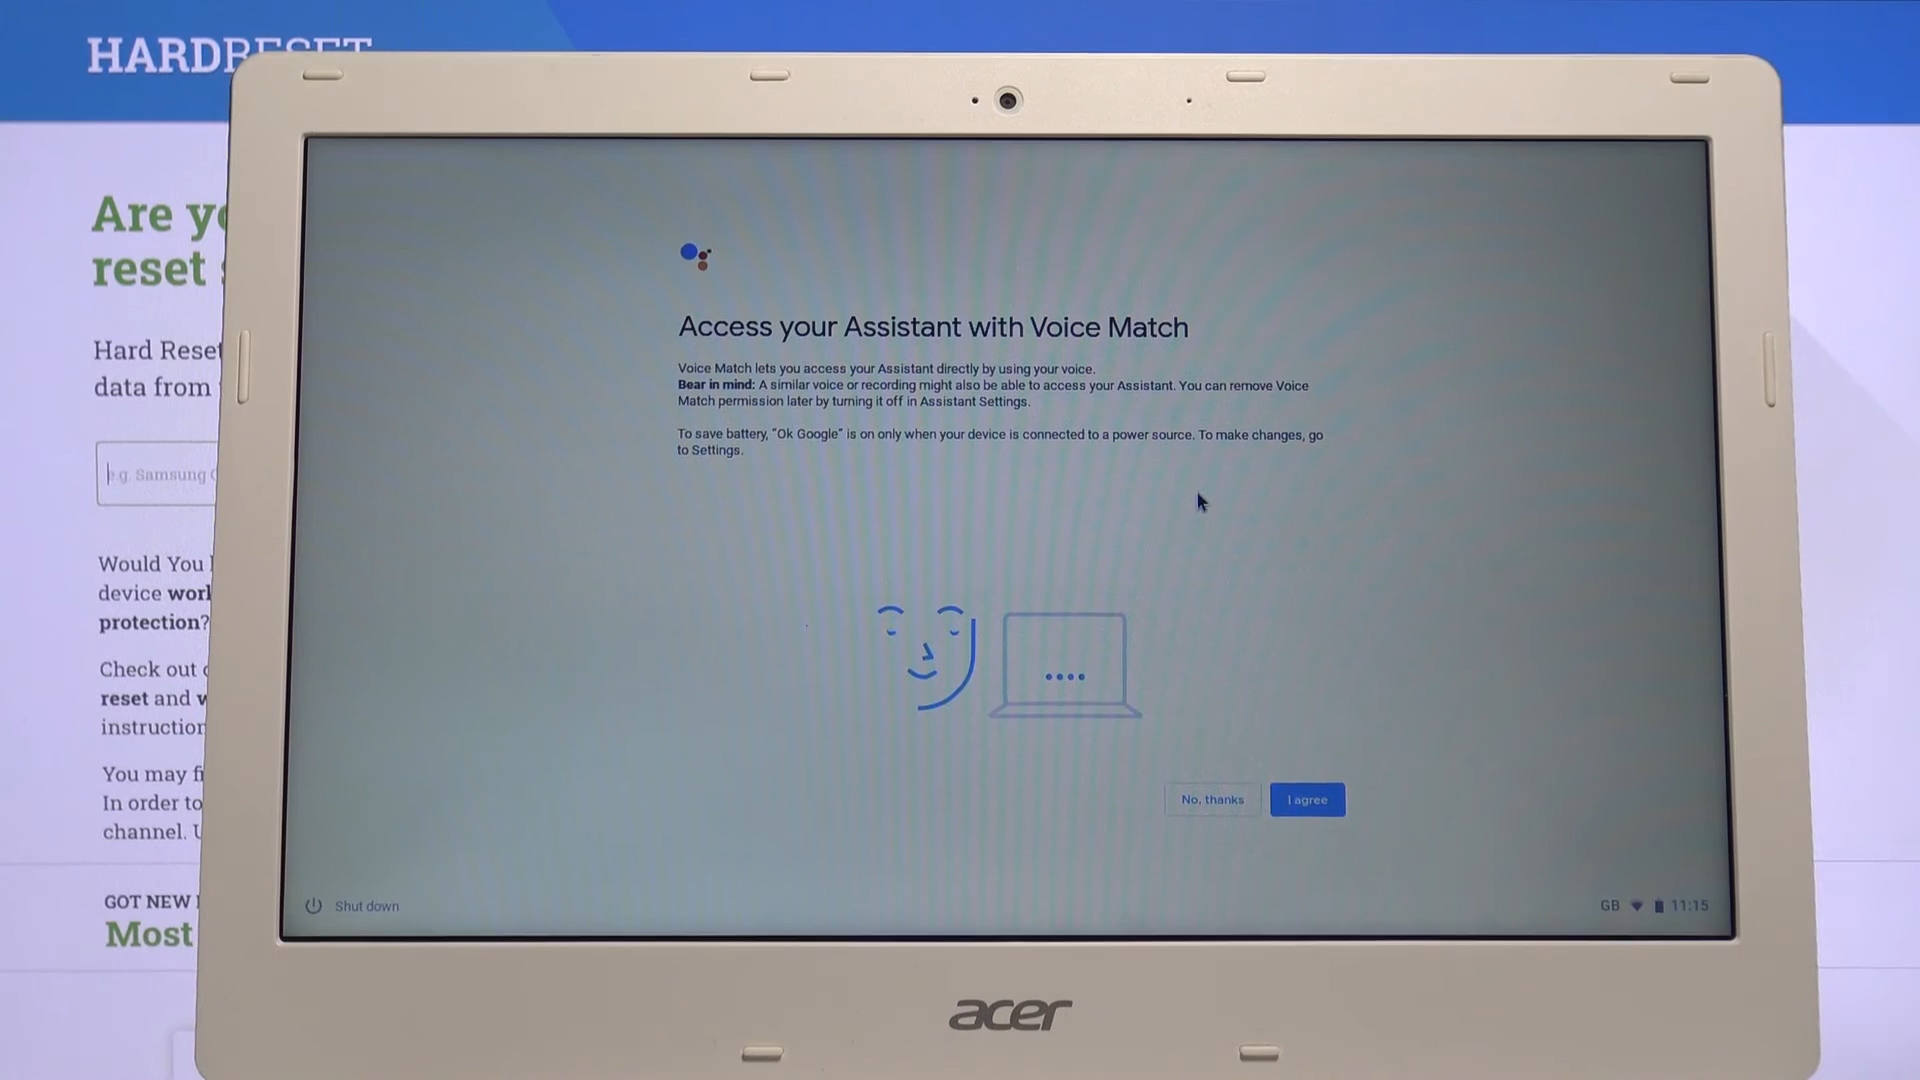 HARDRESET
Are
reset
Hard Reset
data from
e.g. Samsung
Would You
device
protection?
Check out
reset and
instruction
You may
In order to
channel.
GOT NEW
Most
Access your Assistant with Voice Match
Voice Match lets you access your Assistant directly by using your voice.
Bear in mind: A similar voice or recording might also be able to access your Assistant. You can remove Voice
Match permission later by turning it off in Assistant Settings.
To save battery, “Ok Google” is on only when your device is connected to a power source. To make changes, go
to Settings.
No, thanks
I agree
Shut down
GB 11:15
acer